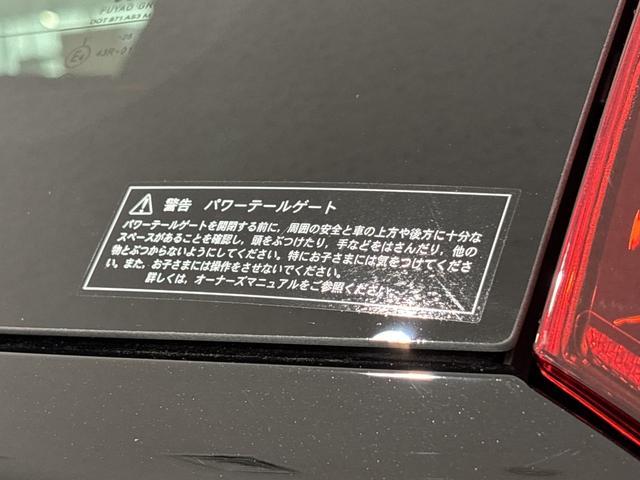 FUYAO
43R-01
警告 パワーテールゲート
パワーテールゲートを開閉する前に、周囲の安全と車の上方や後方に十分な
スペースがあることを確認し、頭をぶつけたり、手などをはさんだり、他の
物とぶつからないようにしてください。特にお子さまには気をつけてくださ
い。また、お子さまには操作をさせないでください。
詳しくは、オーナーズマニュアルをご参照ください。